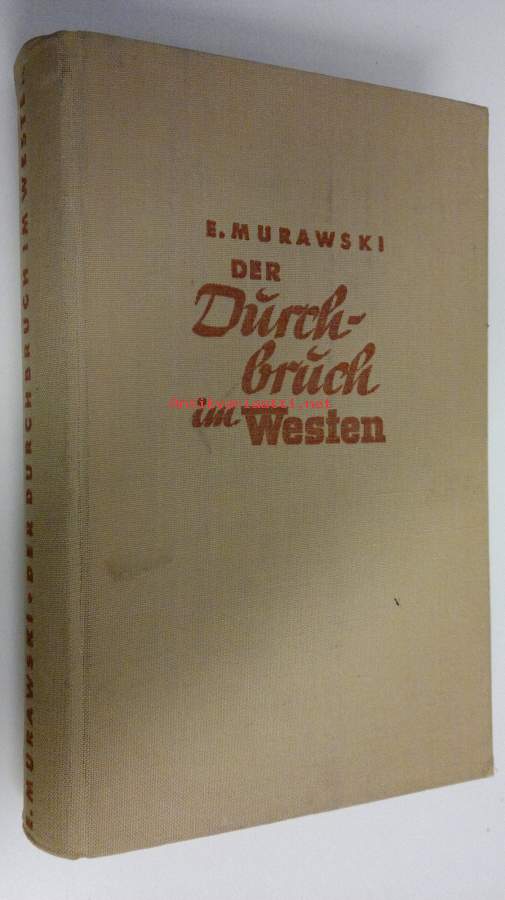 E. MURAWSKI
DER
Durch-
bruch
im Westen
E. MURAWSKI · DER DURCHBRUCH IM WESTEN
Antikvariaatti.net